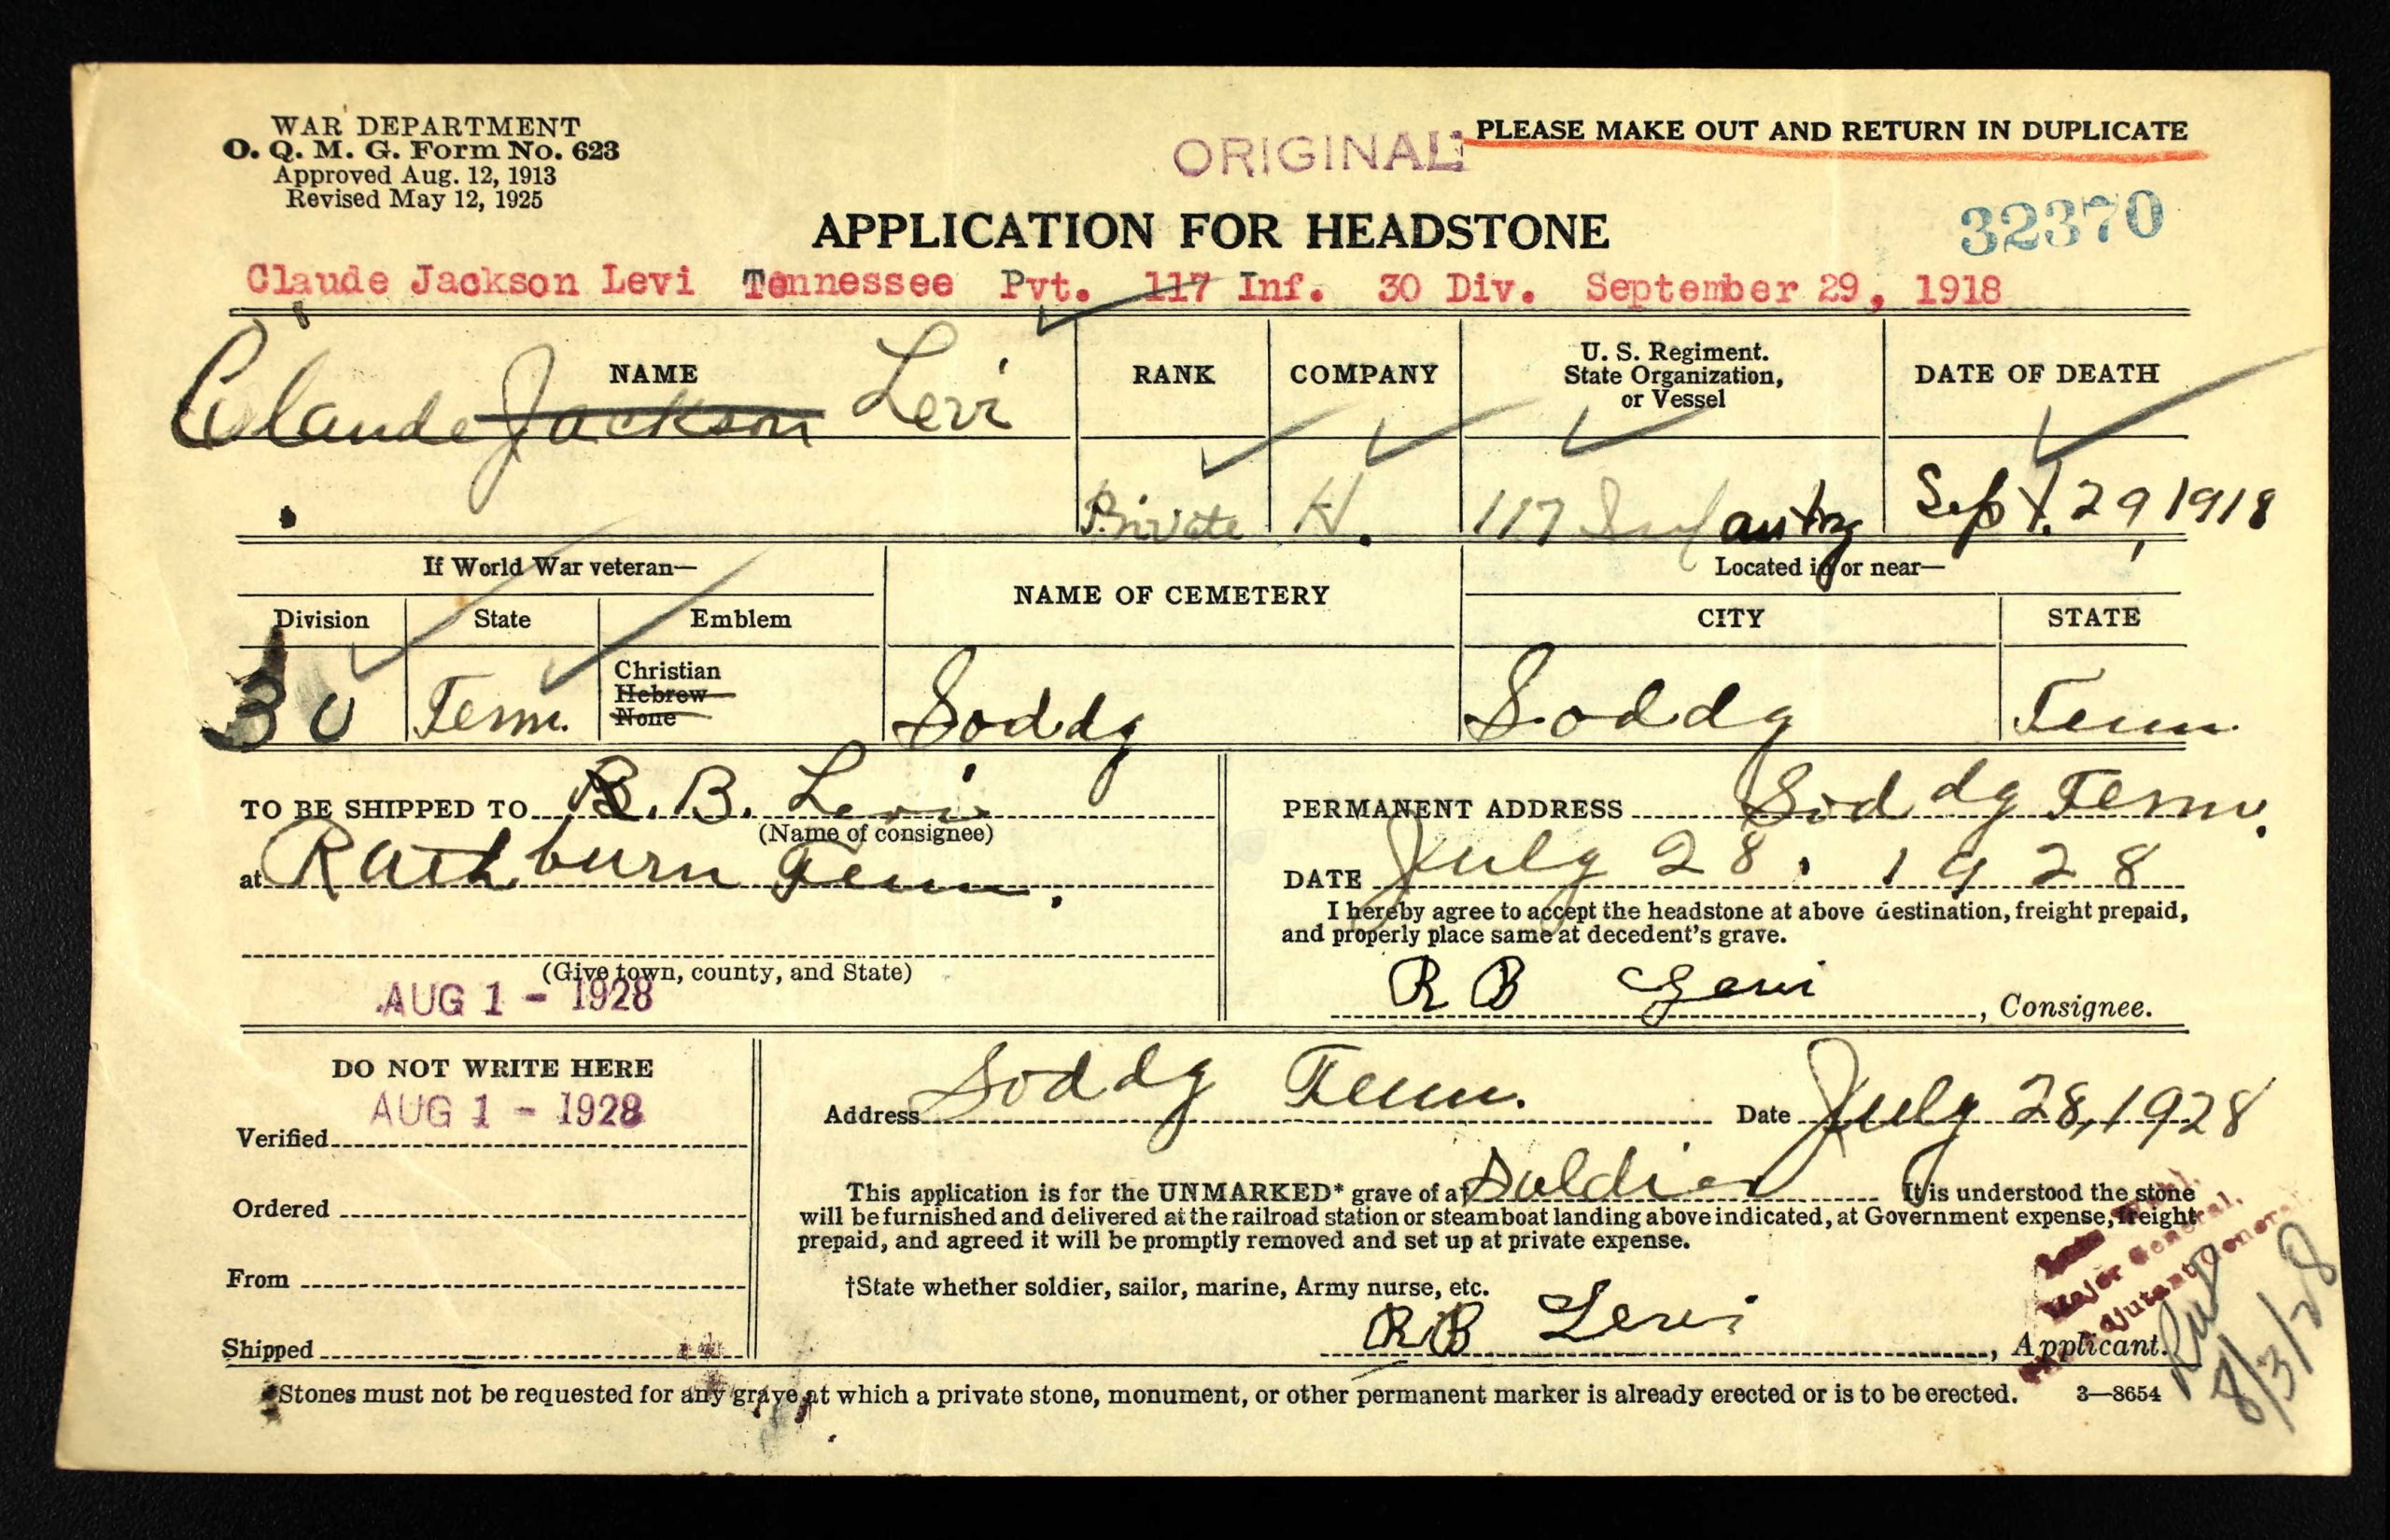 WAR DEPARTMENT
O. Q. M. G. Form No. 623
Approved Aug. 12, 1913
Revised May 12, 1925
ORIGINAL
PLEASE MAKE OUT AND RETURN IN DUPLICATE
32370
APPLICATION FOR HEADSTONE
Claude Jackson Levi Tennessee Pvt. 117 Inf. 30 Div. September 29, 1918
NAME RANK COMPANY U. S. Regiment. State Organization, or Vessel DATE OF DEATH
Claude Jackson Levi
Private H. 117 Infantry Sept. 29, 1918
If World War veteran— NAME OF CEMETERY Located in or near—
Division State Emblem CITY STATE
30 Tenn. Christian Hebrew None Soddy Soddy Tenn.
TO BE SHIPPED TO R. B. Levi
(Name of consignee)
at Rathburn Tenn.
(Give town, county, and State)
AUG 1 - 1928
PERMANENT ADDRESS Soddy Tenn.
DATE July 28. 1928
I hereby agree to accept the headstone at above destination, freight prepaid,
and properly place same at decedent's grave.
R B Levi, Consignee.
DO NOT WRITE HERE
AUG 1 - 1928
Verified
Ordered
From
Shipped
Address Soddy Tenn. Date July 28, 1928
This application is for the UNMARKED* grave of a† Soldier It is understood the stone
will be furnished and delivered at the railroad station or steamboat landing above indicated, at Government expense, freight
prepaid, and agreed it will be promptly removed and set up at private expense.
†State whether soldier, sailor, marine, Army nurse, etc.
R B Levi, Applicant.
Major General,
Adjutant General
8/3/28
*Stones must not be requested for any grave at which a private stone, monument, or other permanent marker is already erected or is to be erected. 3—8654